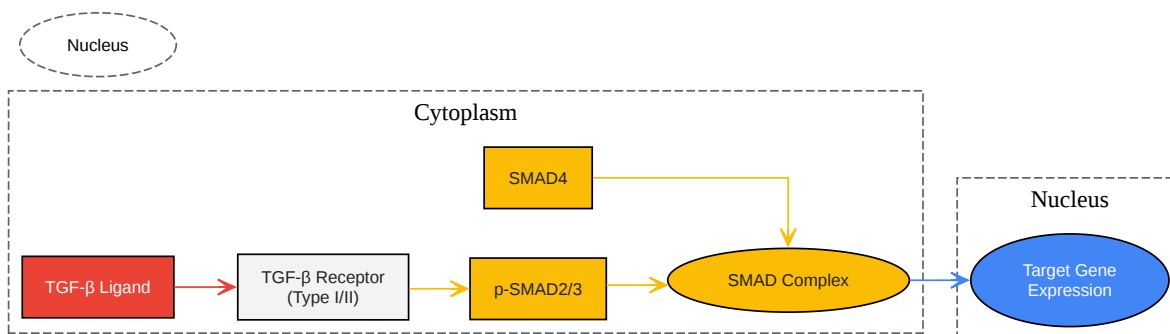 Nucleus
Cytoplasm
SMAD4
Nucleus
TGF-β Ligand
TGF-β Receptor
(Type I/II)
p-SMAD2/3
SMAD Complex
Target Gene
Expression